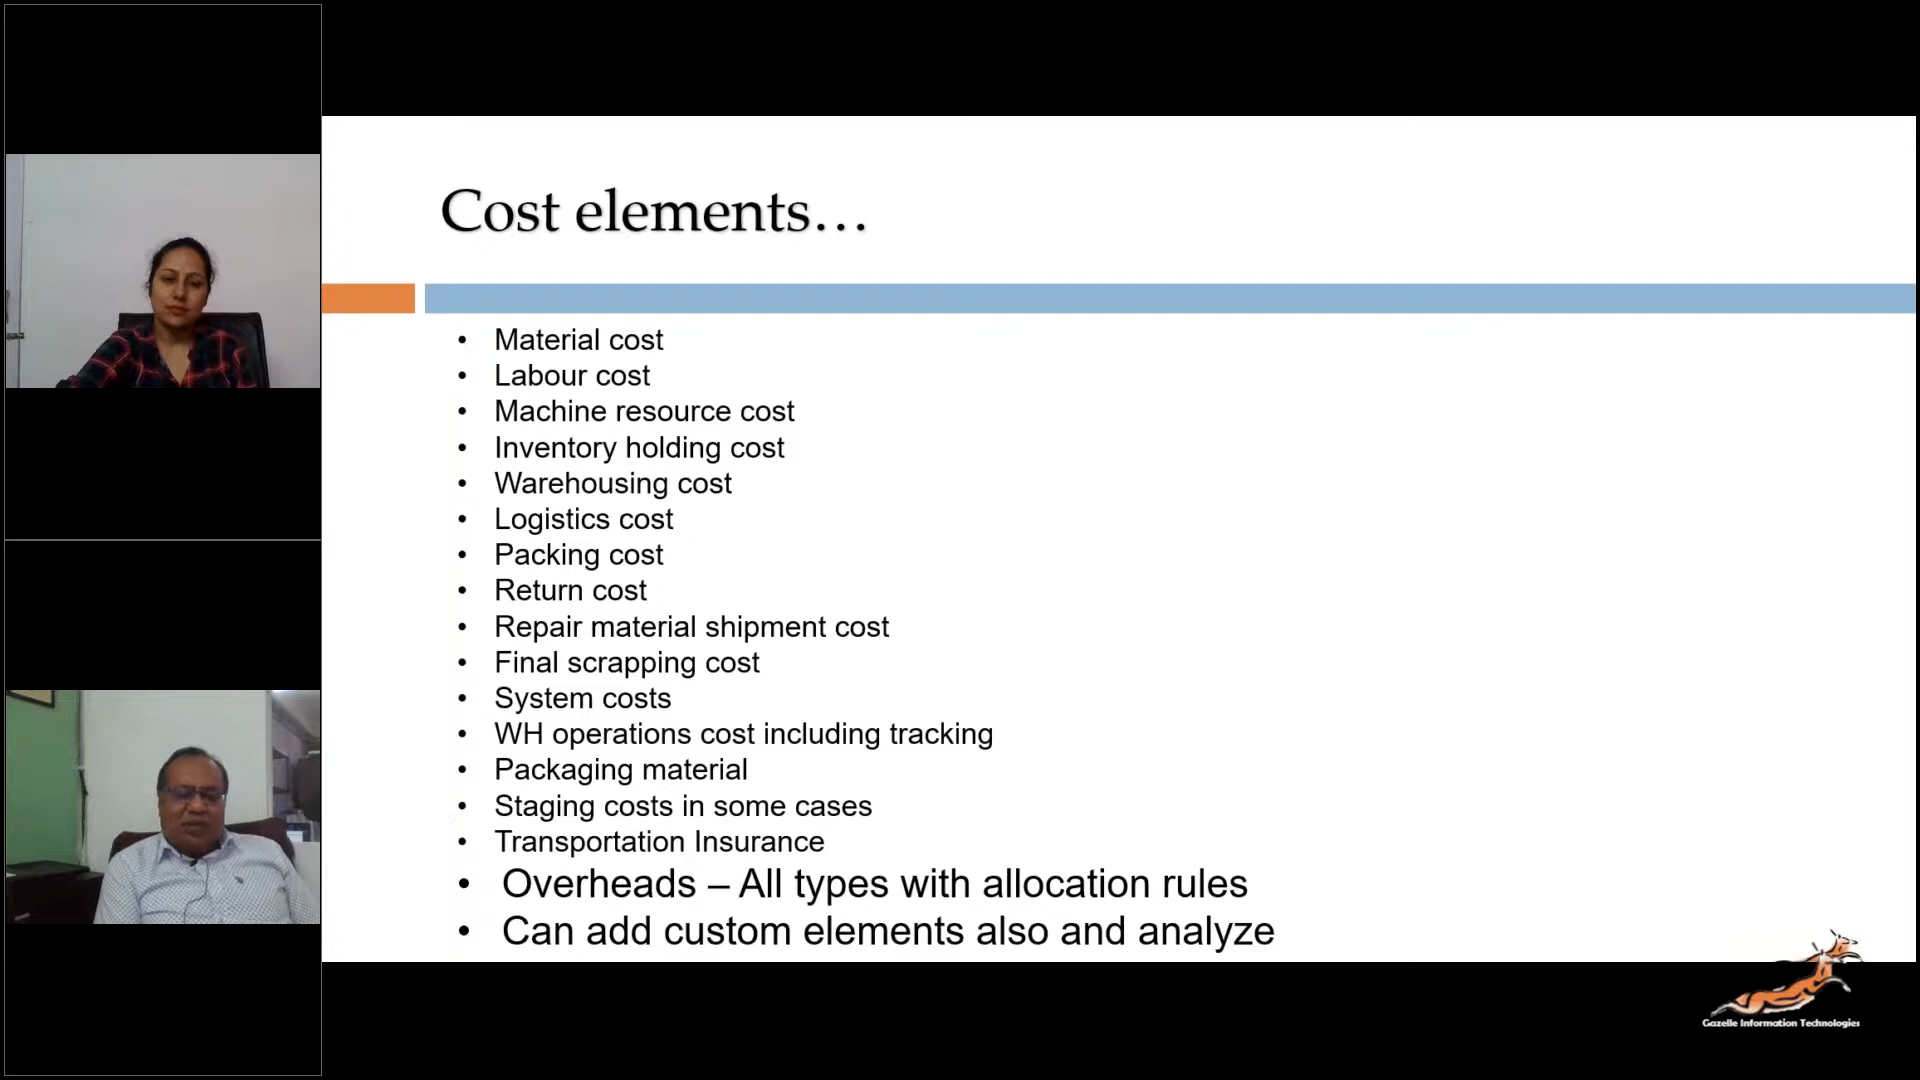 Cost elements…
• Material cost
• Labour cost
• Machine resource cost
• Inventory holding cost
• Warehousing cost
• Logistics cost
• Packing cost
• Return cost
• Repair material shipment cost
• Final scrapping cost
• System costs
• WH operations cost including tracking
• Packaging material
• Staging costs in some cases
• Transportation Insurance
• Overheads – All types with allocation rules
• Can add custom elements also and analyze
Gazelle Information Technologies